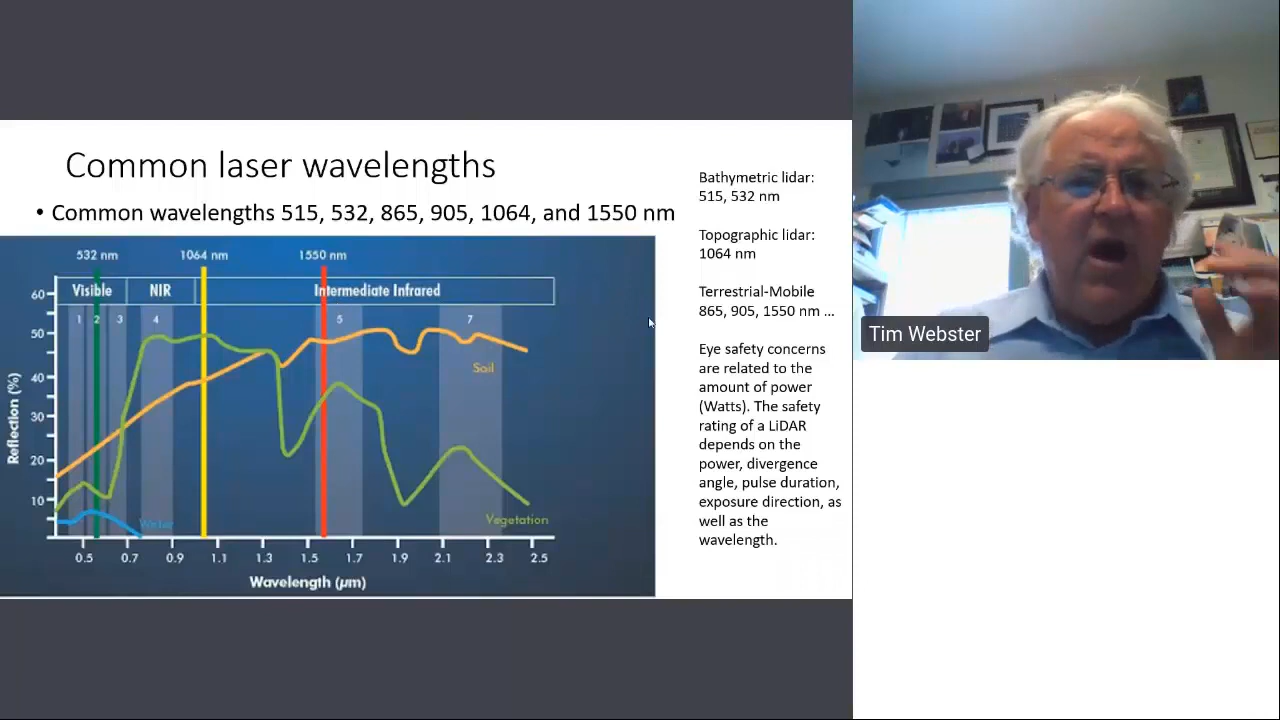 Common laser wavelengths
• Common wavelengths 515, 532, 865, 905, 1064, and 1550 nm
532 nm
1064 nm
1550 nm
Visible
NIR
Intermediate Infrared
1
2
3
4
5
7
60
50
40
30
20
10
Reflection (%)
Soil
Vegetation
Water
0.5
0.7
0.9
1.1
1.3
1.5
1.7
1.9
2.1
2.3
2.5
Wavelength (µm)
Bathymetric lidar:
515, 532 nm
Topographic lidar:
1064 nm
Terrestrial-Mobile
865, 905, 1550 nm ...
Eye safety concerns
are related to the
amount of power
(Watts). The safety
rating of a LiDAR
depends on the
power, divergence
angle, pulse duration,
exposure direction, as
well as the
wavelength.
Tim Webster